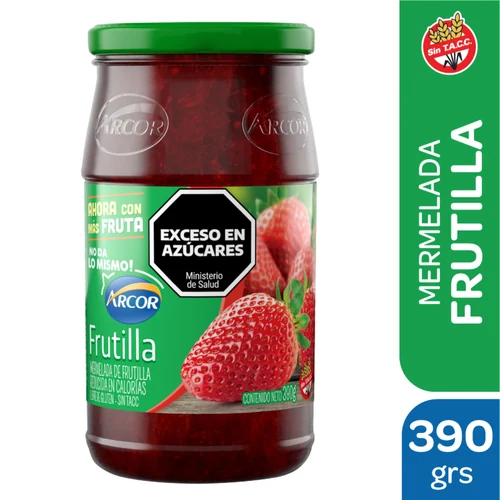 ARCOR
ARCOR
AHORA CON
MÁS FRUTA
NO DA
LO MISMO!
ARCOR
Frutilla
MERMELADA DE FRUTILLA
REDUCIDA EN CALORÍAS
LIBRE DE GLUTEN - SIN TACC
EXCESO EN
AZÚCARES
Ministerio
de Salud
CONTENIDO NETO 390g
Sin T.A.C.C.
MERMELADA
FRUTILLA
390
grs